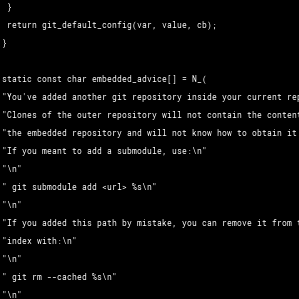 }
return git_default_config(var, value, cb);
}
static const char embedded_advice[] = N_(
"You've added another git repository inside your current
"Clones of the outer repository will not contain the
"the embedded repository and will not know how to obtain it
"If you meant to add a submodule, use:\n"
"\n"
" git submodule add <url> %s\n"
"\n"
"If you added this path by mistake, you can remove it from
"index with:\n"
"\n"
" git rm --cached %s\n"
"\n"